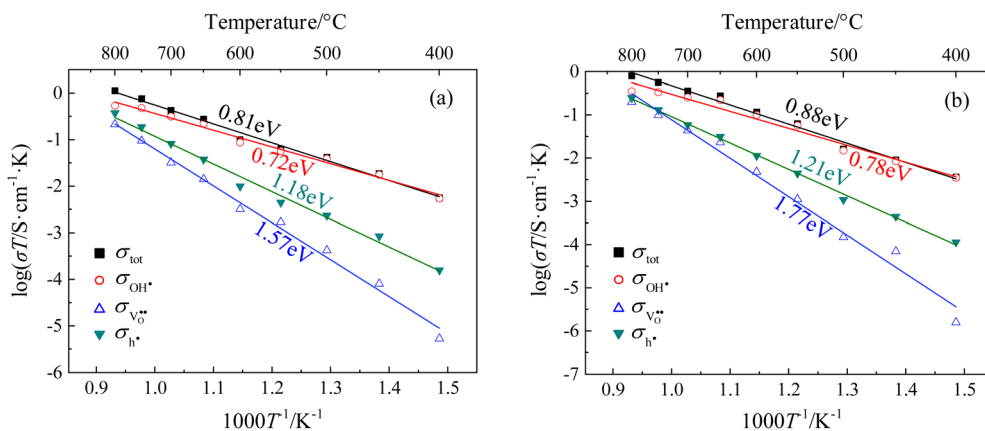 Temperature/°C
800 700 600 500 400
(a)
0.81eV
0.72eV
1.18eV
1.57eV
σtot
σOH•
σVO••
σh•
log(σT/S·cm-1·K)
0
-1
-2
-3
-4
-5
-6
0.9 1.0 1.1 1.2 1.3 1.4 1.5
1000T-1/K-1
Temperature/°C
800 700 600 500 400
(b)
0.88eV
0.78eV
1.21eV
1.77eV
σtot
σOH•
σVO••
σh•
log(σT/S·cm-1·K)
0
-1
-2
-3
-4
-5
-6
-7
0.9 1.0 1.1 1.2 1.3 1.4 1.5
1000T-1/K-1